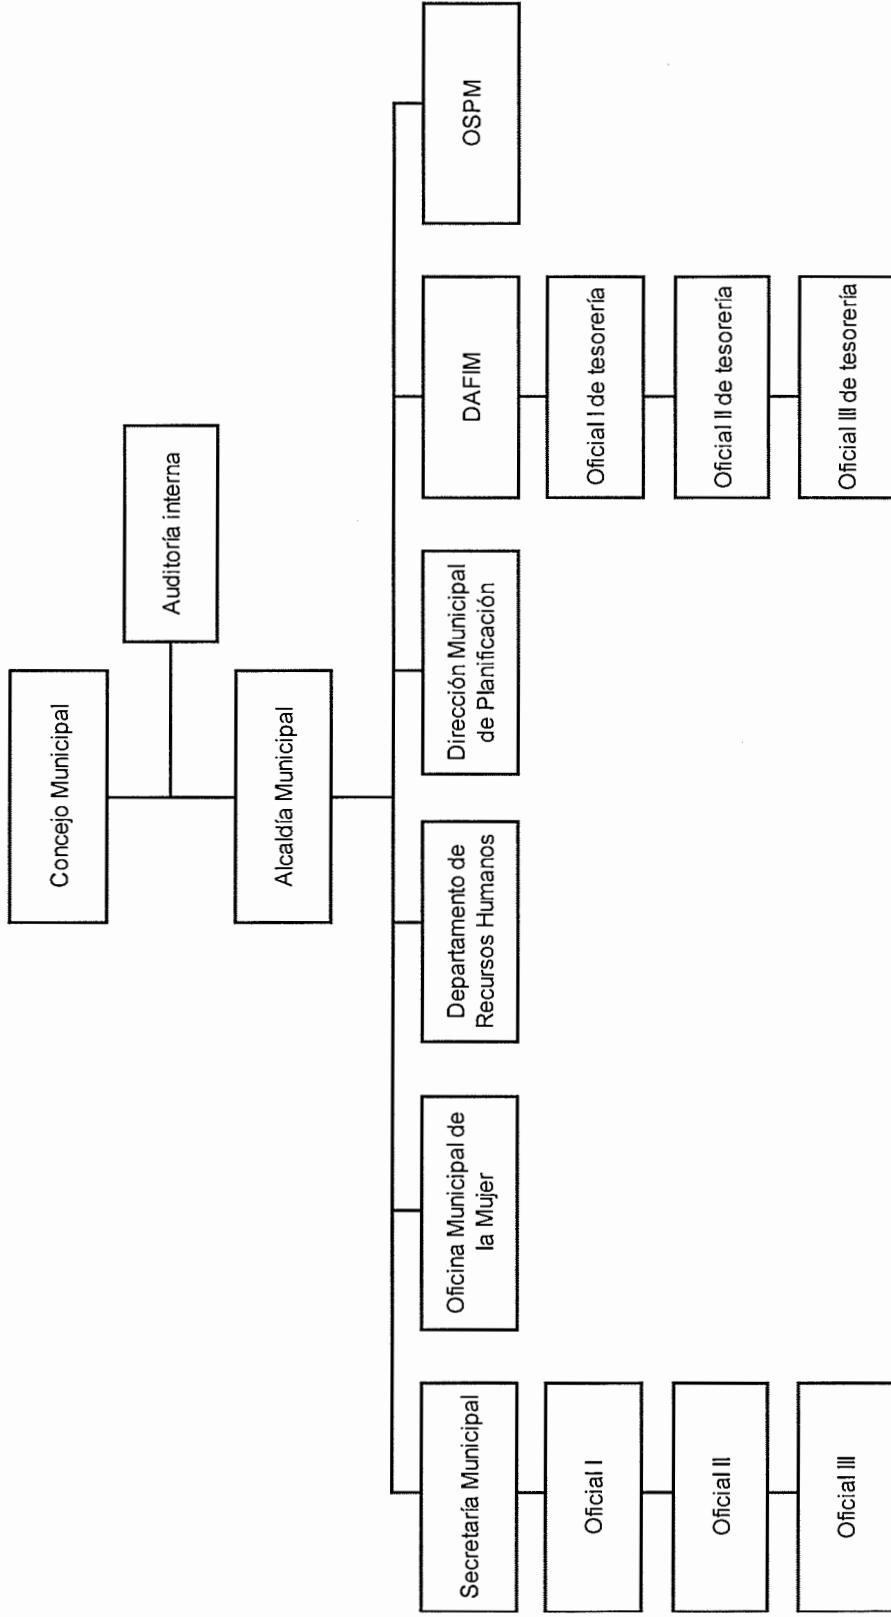 Concejo Municipal
Auditoría interna
Alcaldía Municipal
Secretaría Municipal
Oficina Municipal de
la Mujer
Departamento de
Recursos Humanos
Dirección Municipal
de Planificación
DAFIM
OSPM
Oficial I
Oficial I de tesorería
Oficial II
Oficial II de tesorería
Oficial III
Oficial III de tesorería